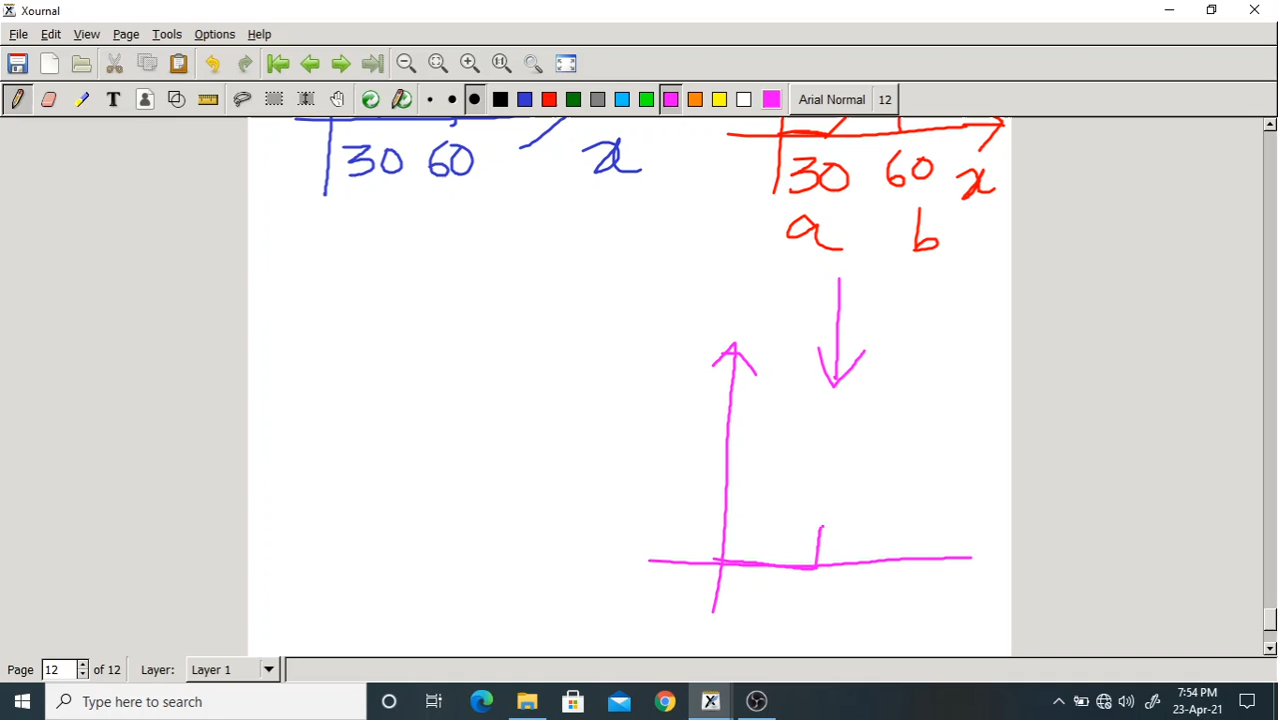 Xournal
File Edit View Page Tools Options Help
Arial Normal 12
30 60 x
30 60 x
a b
Page 12 of 12 Layer: Layer 1
Type here to search
7:54 PM
23-Apr-21